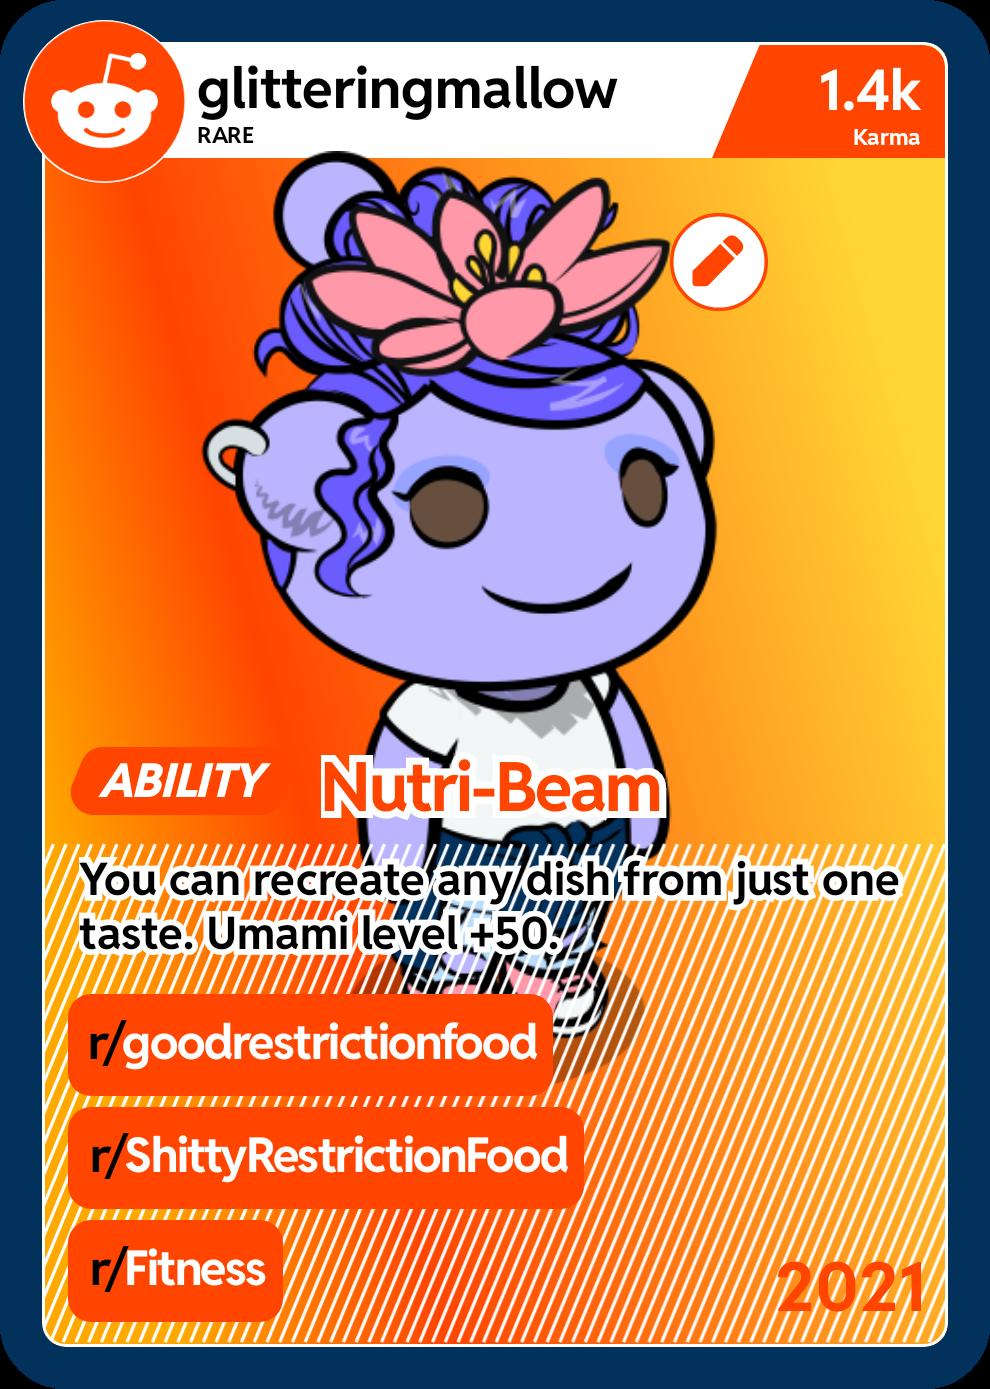 glitteringmallow
RARE
1.4k
Karma
ABILITY
Nutri-Beam
You can recreate any dish from just one
taste. Umami level +50.
r/goodrestrictionfood
r/ShittyRestrictionFood
r/Fitness
2021